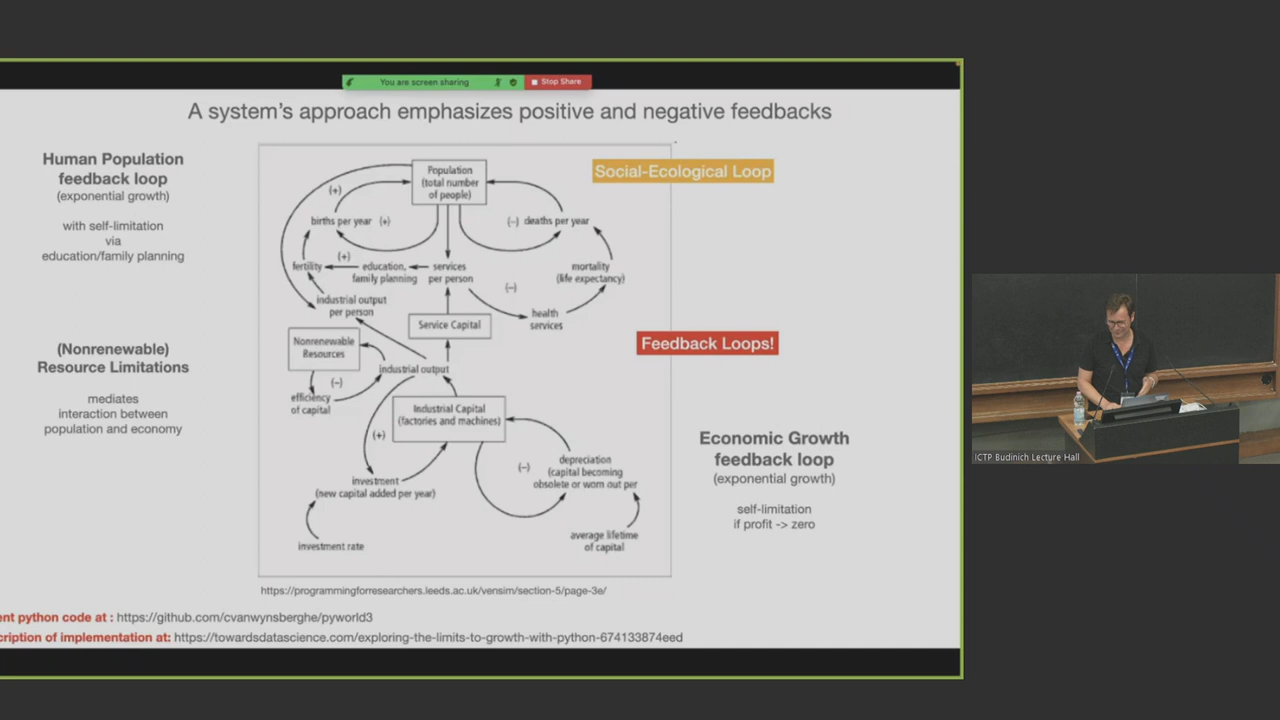 You are screen sharing
Stop Share
A system's approach emphasizes positive and negative feedbacks
Human Population
feedback loop
(exponential growth)
with self-limitation
via
education/family planning
(Nonrenewable)
Resource Limitations
mediates
interaction between
population and economy
Population
(total number
of people)
(+)
births per year (+)
(–) deaths per year
(+)
fertility
education,
family planning
services
per person
mortality
(life expectancy)
(–)
industrial output
per person
health
services
Service Capital
Nonrenewable
Resources
industrial output
(–)
efficiency
of capital
Industrial Capital
(factories and machines)
(+)
(–)
depreciation
(capital becoming
obsolete or worn out per
investment
(new capital added per year)
investment rate
average lifetime
of capital
Social-Ecological Loop
Feedback Loops!
Economic Growth
feedback loop
(exponential growth)
self-limitation
if profit -> zero
https://programmingforresearchers.leeds.ac.uk/vensim/section-5/page-3e/
ent python code at : https://github.com/cvanwynsberghe/pyworld3
cription of implementation at: https://towardsdatascience.com/exploring-the-limits-to-growth-with-python-674133874eed
ICTP Budinich Lecture Hall